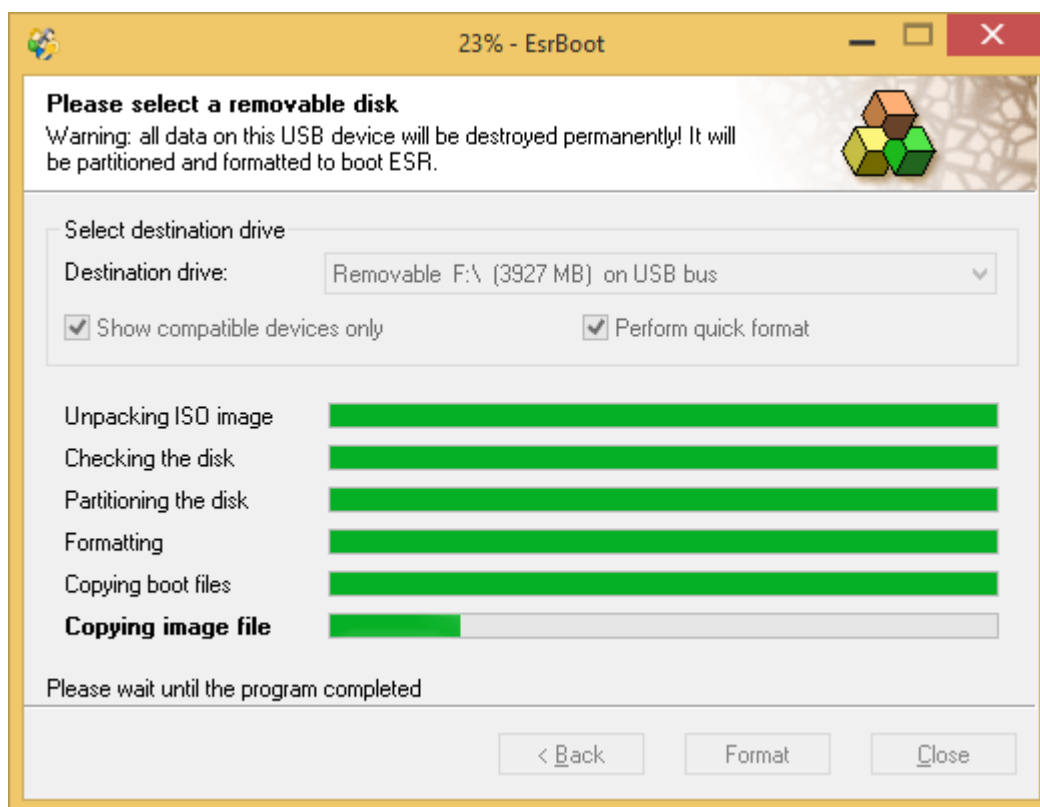 23% - EsrBoot
Please select a removable disk
Warning: all data on this USB device will be destroyed permanently! It will
be partitioned and formatted to boot ESR.
Select destination drive
Destination drive:
Removable F:\ (3927 MB) on USB bus
Show compatible devices only
Perform quick format
Unpacking ISO image
Checking the disk
Partitioning the disk
Formatting
Copying boot files
Copying image file
Please wait until the program completed
< Back
Format
Close